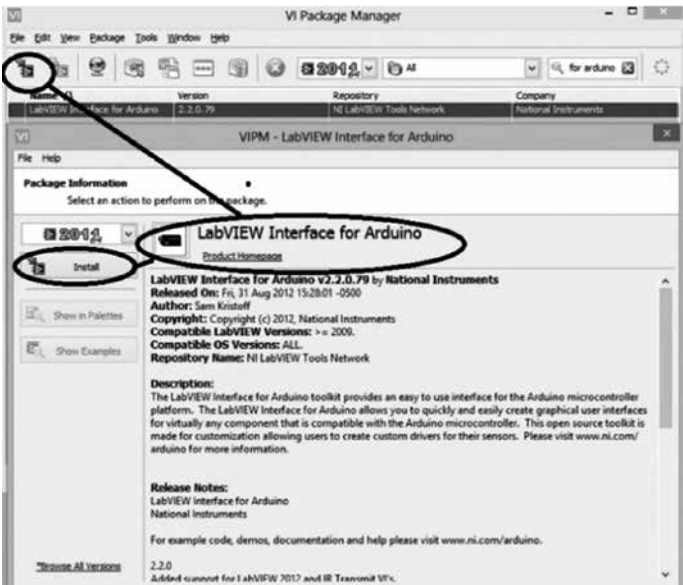 VI Package Manager
File Edit View Package Tools Window Help
2011 All for arduino
Name Version Repository Company
LabVIEW Interface for Arduino 2.2.0.79 NI LabVIEW Tools Network National Instruments
VIPM - LabVIEW Interface for Arduino
File Help
Package Information
Select an action to perform on the package.
2011
LabVIEW Interface for Arduino
Product Homepage
Install
Show in Palettes
Show Examples
LabVIEW Interface for Arduino v2.2.0.79 by National Instruments
Released On: Fri, 31 Aug 2012 15:28:01 -0500
Author: Sam Kristoff
Copyright: Copyright (c) 2012, National Instruments
Compatible LabVIEW Versions: >= 2009.
Compatible OS Versions: ALL.
Repository Name: NI LabVIEW Tools Network
Description:
The LabVIEW Interface for Arduino toolkit provides an easy to use interface for the Arduino microcontroller
platform. The LabVIEW Interface for Arduino allows you to quickly and easily create graphical user interfaces
for virtually any component that is compatible with the Arduino microcontroller. This open source toolkit is
made for customization allowing users to create custom drivers for their sensors. Please visit www.ni.com/
arduino for more information.
Release Notes:
LabVIEW Interface for Arduino
National Instruments
For example code, demos, documentation and help please visit www.ni.com/arduino.
2.2.0
Added support for LabVIEW 2012 and IR Transmit VI's.
Browse All Versions